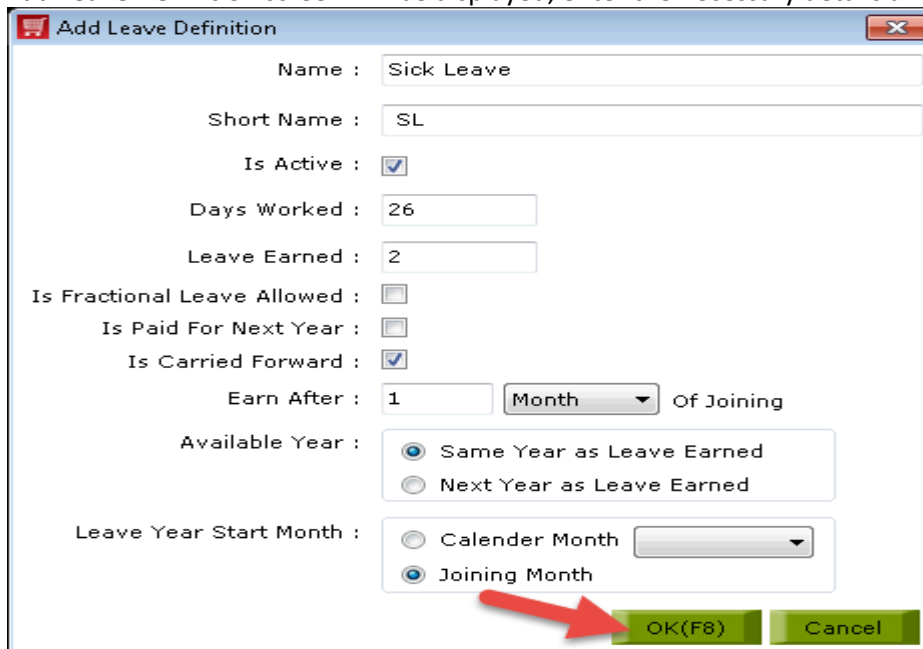 Add Leave Definition
Name : Sick Leave
Short Name : SL
Is Active :
Days Worked : 26
Leave Earned : 2
Is Fractional Leave Allowed :
Is Paid For Next Year :
Is Carried Forward :
Earn After : 1 Month Of Joining
Available Year : Same Year as Leave Earned
Next Year as Leave Earned
Leave Year Start Month : Calender Month
Joining Month
OK(F8) Cancel